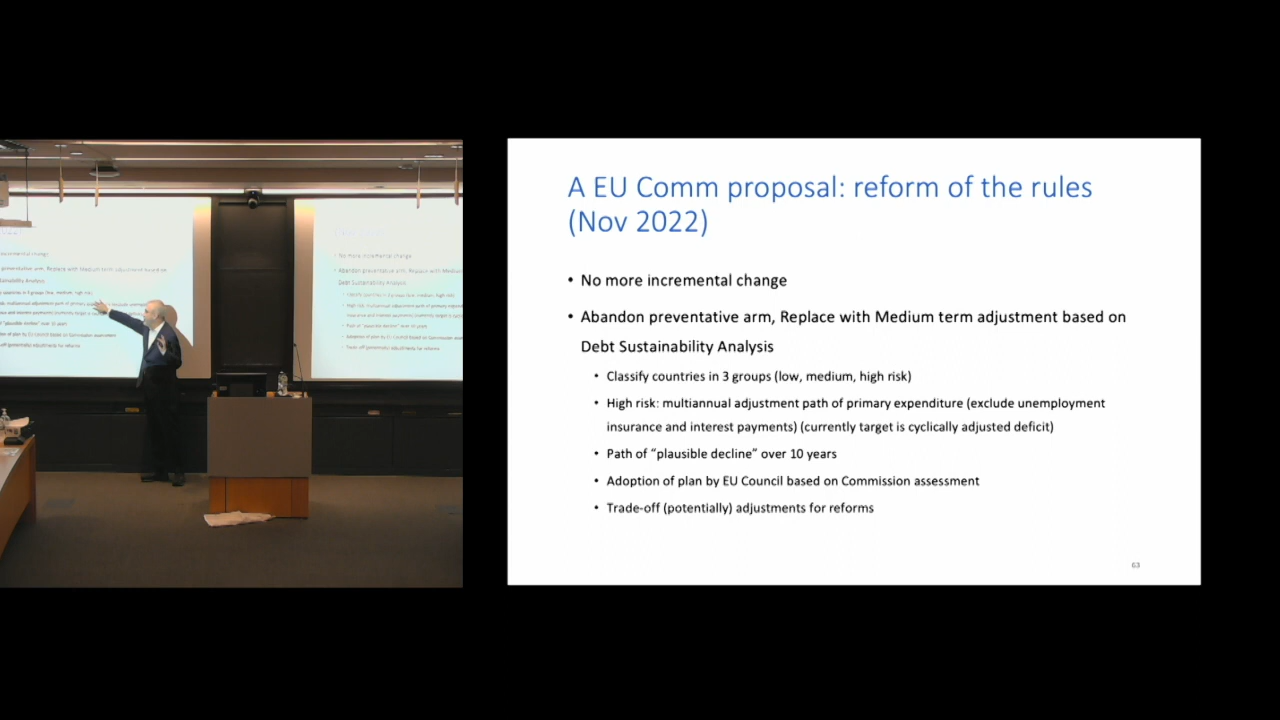 A EU Comm proposal: reform of the rules
(Nov 2022)
• No more incremental change
• Abandon preventative arm, Replace with Medium term adjustment based on
Debt Sustainability Analysis
• Classify countries in 3 groups (low, medium, high risk)
• High risk: multiannual adjustment path of primary expenditure (exclude unemployment
insurance and interest payments) (currently target is cyclically adjusted deficit)
• Path of “plausible decline” over 10 years
• Adoption of plan by EU Council based on Commission assessment
• Trade-off (potentially) adjustments for reforms
63